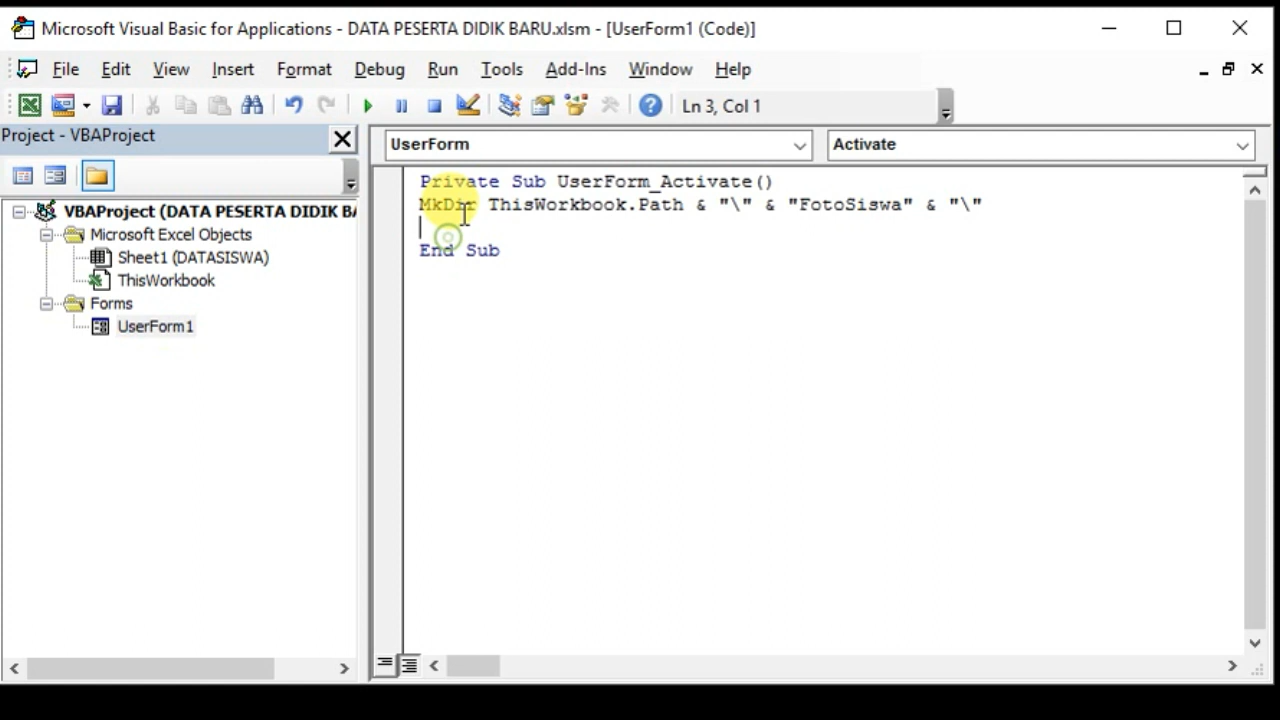 Microsoft Visual Basic for Applications - DATA PESERTA DIDIK BARU.xlsm - [UserForm1 (Code)]
File Edit View Insert Format Debug Run Tools Add-Ins Window Help
Ln 3, Col 1
Project - VBAProject
UserForm
Activate
VBAProject (DATA PESERTA DIDIK BA
Microsoft Excel Objects
Sheet1 (DATASISWA)
ThisWorkbook
Forms
UserForm1
Private Sub UserForm_Activate()
MkDir ThisWorkbook.Path & "\" & "FotoSiswa" & "\"
End Sub